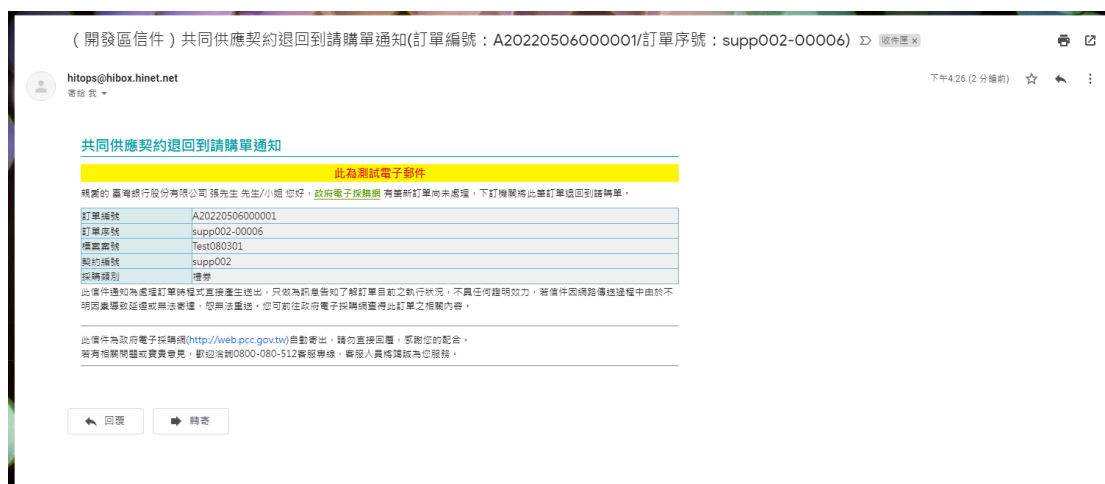 （開發區信件）共同供應契約退回到請購單通知(訂單編號：A20220506000001/訂單序號：supp002-00006) 收件匣 x
hitops@hibox.hinet.net 下午4:26 (2 分鐘前)
寄給 我
共同供應契約退回到請購單通知
此為測試電子郵件
親愛的 臺灣銀行股份有限公司 張先生 先生/小姐 您好，政府電子採購網 有筆新訂單尚未處理，下訂機關將此筆訂單退回到請購單。
訂單編號 A20220506000001
訂單序號 supp002-00006
標案案號 Test080301
契約編號 supp002
採購類別 禮券
此信件通知為處理訂單時程式直接產生送出，只做為訊息告知了解訂單目前之執行狀況，不具任何證明效力，若信件因網路傳送過程中由於不
明因素導致延遲或無法寄達，恕無法重送。您可前往政府電子採購網查得此訂單之相關內容。
此信件為政府電子採購網(http://web.pcc.gov.tw)自動寄出，請勿直接回覆，感謝您的配合。
若有相關問題或寶貴意見，歡迎洽詢0800-080-512客服專線，客服人員將竭誠為您服務。
回覆 轉寄